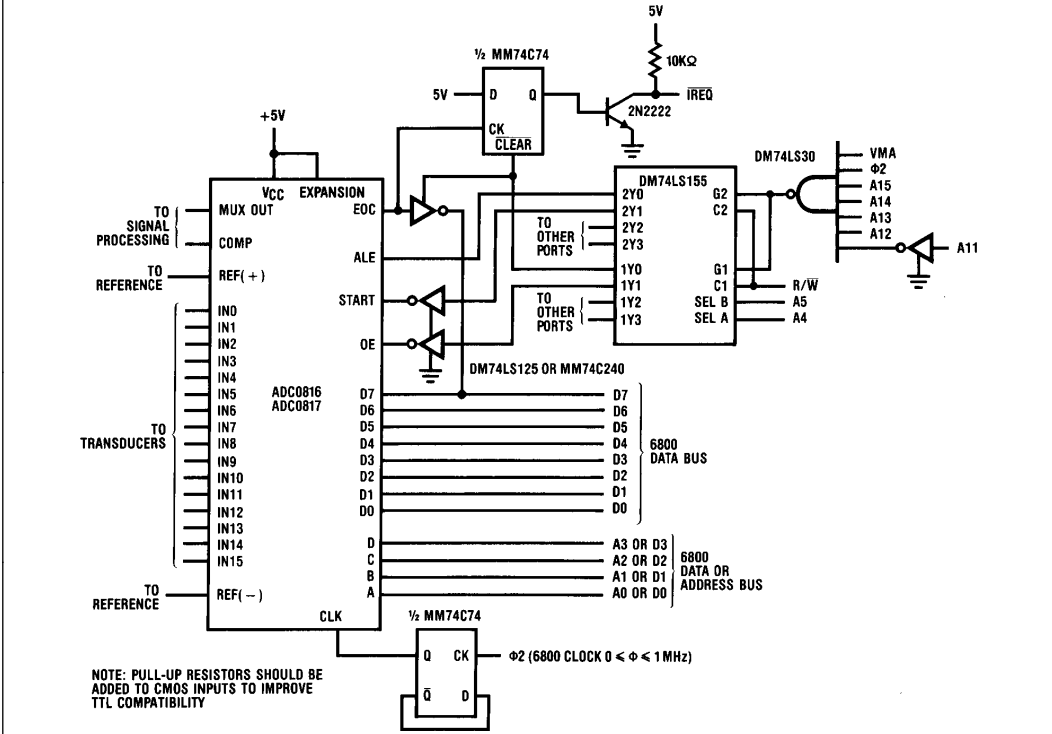 5V
10KΩ
½ MM74C74
5V
D
Q
IREQ
CK
2N2222
CLEAR
+5V
DM74LS30
VMA
Φ2
A15
A14
A13
A12
A11
DM74LS155
G2
C2
G1
C1
SEL B
SEL A
R/W
A5
A4
2Y0
2Y1
2Y2
2Y3
1Y0
1Y1
1Y2
1Y3
TO
OTHER
PORTS
TO
OTHER
PORTS
VCC
EXPANSION
TO
SIGNAL
PROCESSING
MUX OUT
COMP
EOC
ALE
TO
REFERENCE
REF(+)
START
OE
DM74LS125 OR MM74C240
IN0
IN1
IN2
IN3
IN4
IN5
IN6
IN7
IN8
IN9
IN10
IN11
IN12
IN13
IN14
IN15
TO
TRANSDUCERS
ADC0816
ADC0817
D7
D6
D5
D4
D3
D2
D1
D0
D7
D6
D5
D4
D3
D2
D1
D0
6800
DATA BUS
D
C
B
A
A3 OR D3
A2 OR D2
A1 OR D1
A0 OR D0
6800
DATA OR
ADDRESS BUS
TO
REFERENCE
REF(−)
CLK
½ MM74C74
Q
CK
Q̅
D
Φ2 (6800 CLOCK 0 ⩽ Φ ⩽ 1 MHz)
NOTE: PULL-UP RESISTORS SHOULD BE
ADDED TO CMOS INPUTS TO IMPROVE
TTL COMPATIBILITY